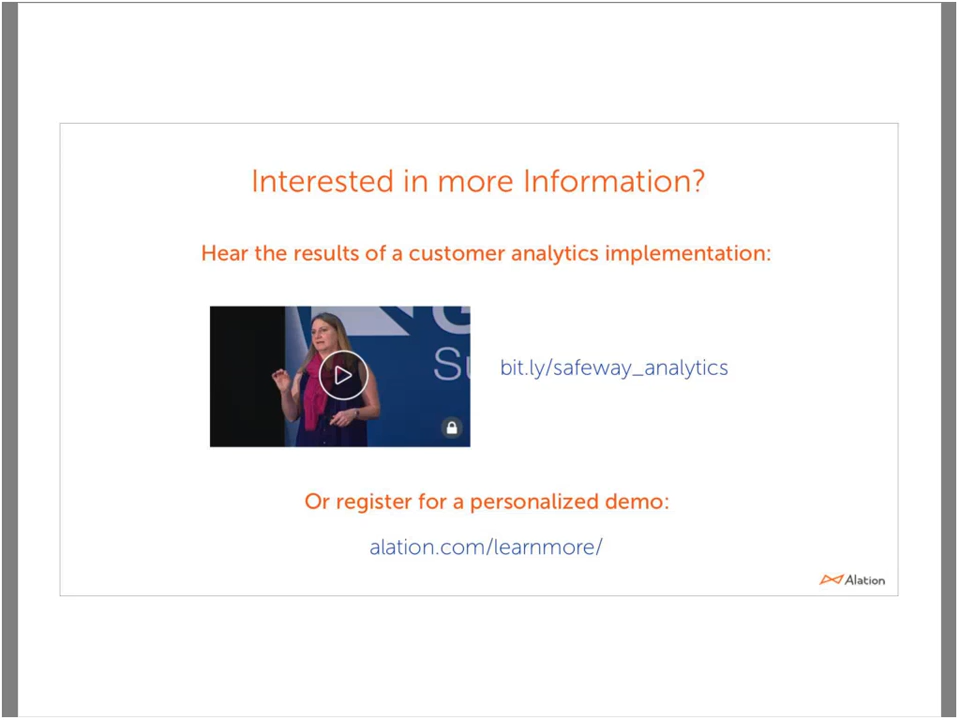 Interested in more Information?
Hear the results of a customer analytics implementation:
bit.ly/safeway_analytics
Or register for a personalized demo:
alation.com/learnmore/
Alation